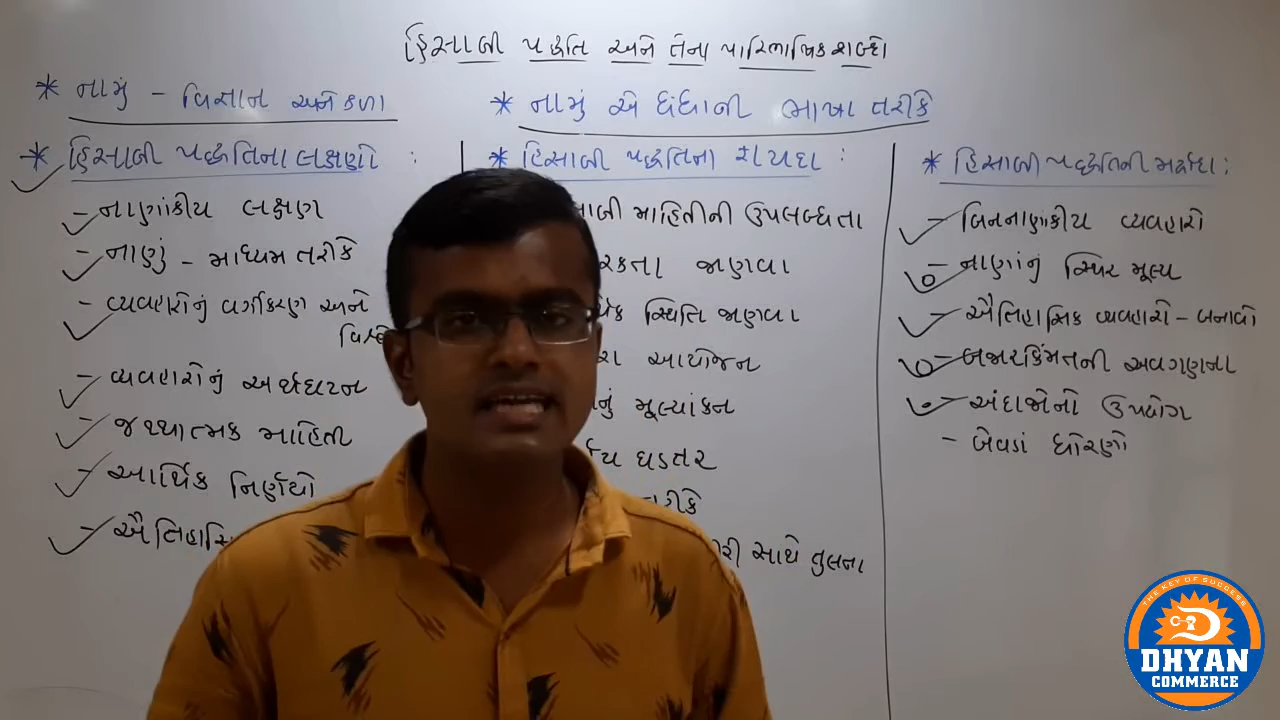 હિસાબી પદ્ધતિ અને તેના પારિભાષિક શબ્દો
* નામું - વિજ્ઞાન અને કળા
* નામું એ ધંધાની ભાષા તરીકે
* હિસાબી પદ્ધતિના લક્ષણો :
- નાણાંકીય લક્ષણ
- નાણું - માધ્યમ તરીકે
- વ્યવહારોનું વર્ગીકરણ અને
- વ્યવહારોનું અર્થઘટન
- જથ્થાત્મક માહિતી
- આર્થિક નિર્ણયો
* હિસાબી પદ્ધતિના ફાયદા :
માહિતીની ઉપલબ્ધતા
જાણવા
સ્થિતિ જાણવા
આયોજન
મૂલ્યાંકન
ઘડતર
તરીકે
સાથે તુલના
* હિસાબી પદ્ધતિની મર્યાદા :
- બિનનાણાંકીય વ્યવહારો
- નાણાંનું સ્થિર મૂલ્ય
- ઐતિહાસિક વ્યવહારો - બનાવો
- બજારકિંમતની અવગણના
- અંદાજોનો ઉપયોગ
- બેવડાં ધોરણો
THE KEY OF SUCCESS
DHYAN
COMMERCE